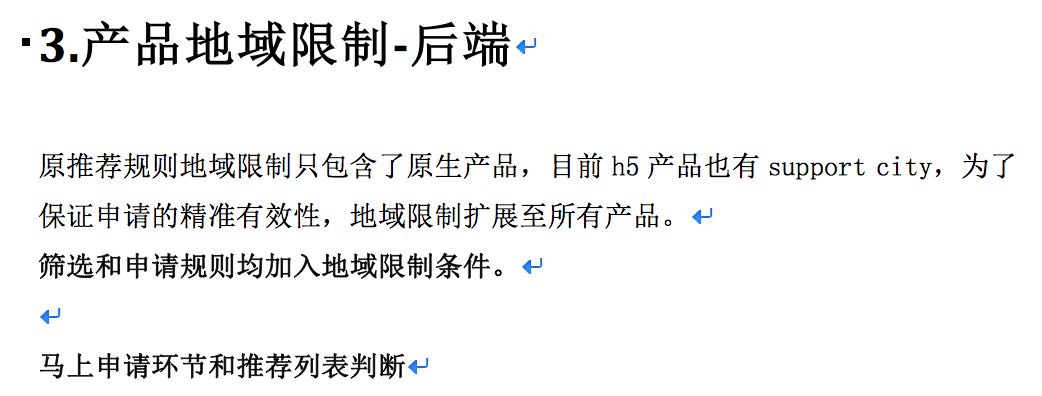 3.产品地域限制-后端
原推荐规则地域限制只包含了原生产品，目前 h5 产品也有 support city，为了
保证申请的精准有效性，地域限制扩展至所有产品。
筛选和申请规则均加入地域限制条件。
马上申请环节和推荐列表判断